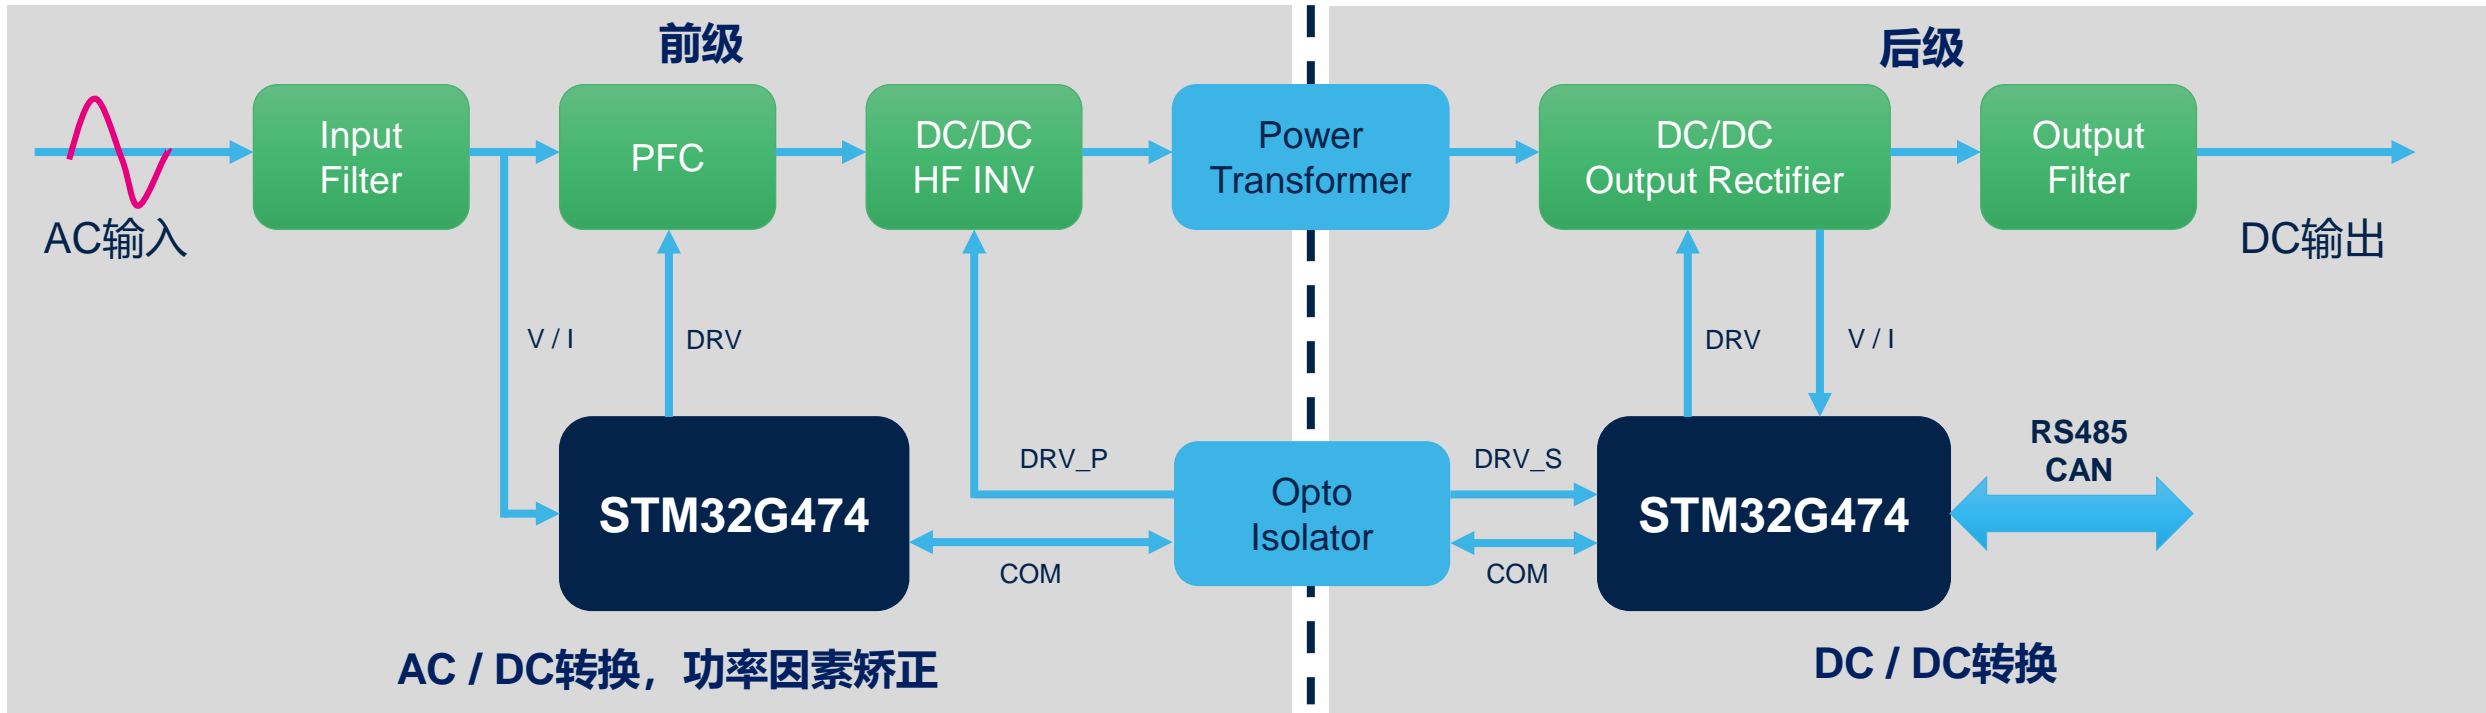 前级
后级
Input
Filter
PFC
DC/DC
HF INV
Power
Transformer
DC/DC
Output Rectifier
Output
Filter
AC输入
DC输出
V / I
DRV
DRV
V / I
DRV_P
DRV_S
RS485
CAN
STM32G474
Opto
Isolator
STM32G474
COM
COM
AC / DC转换，功率因素矫正
DC / DC转换